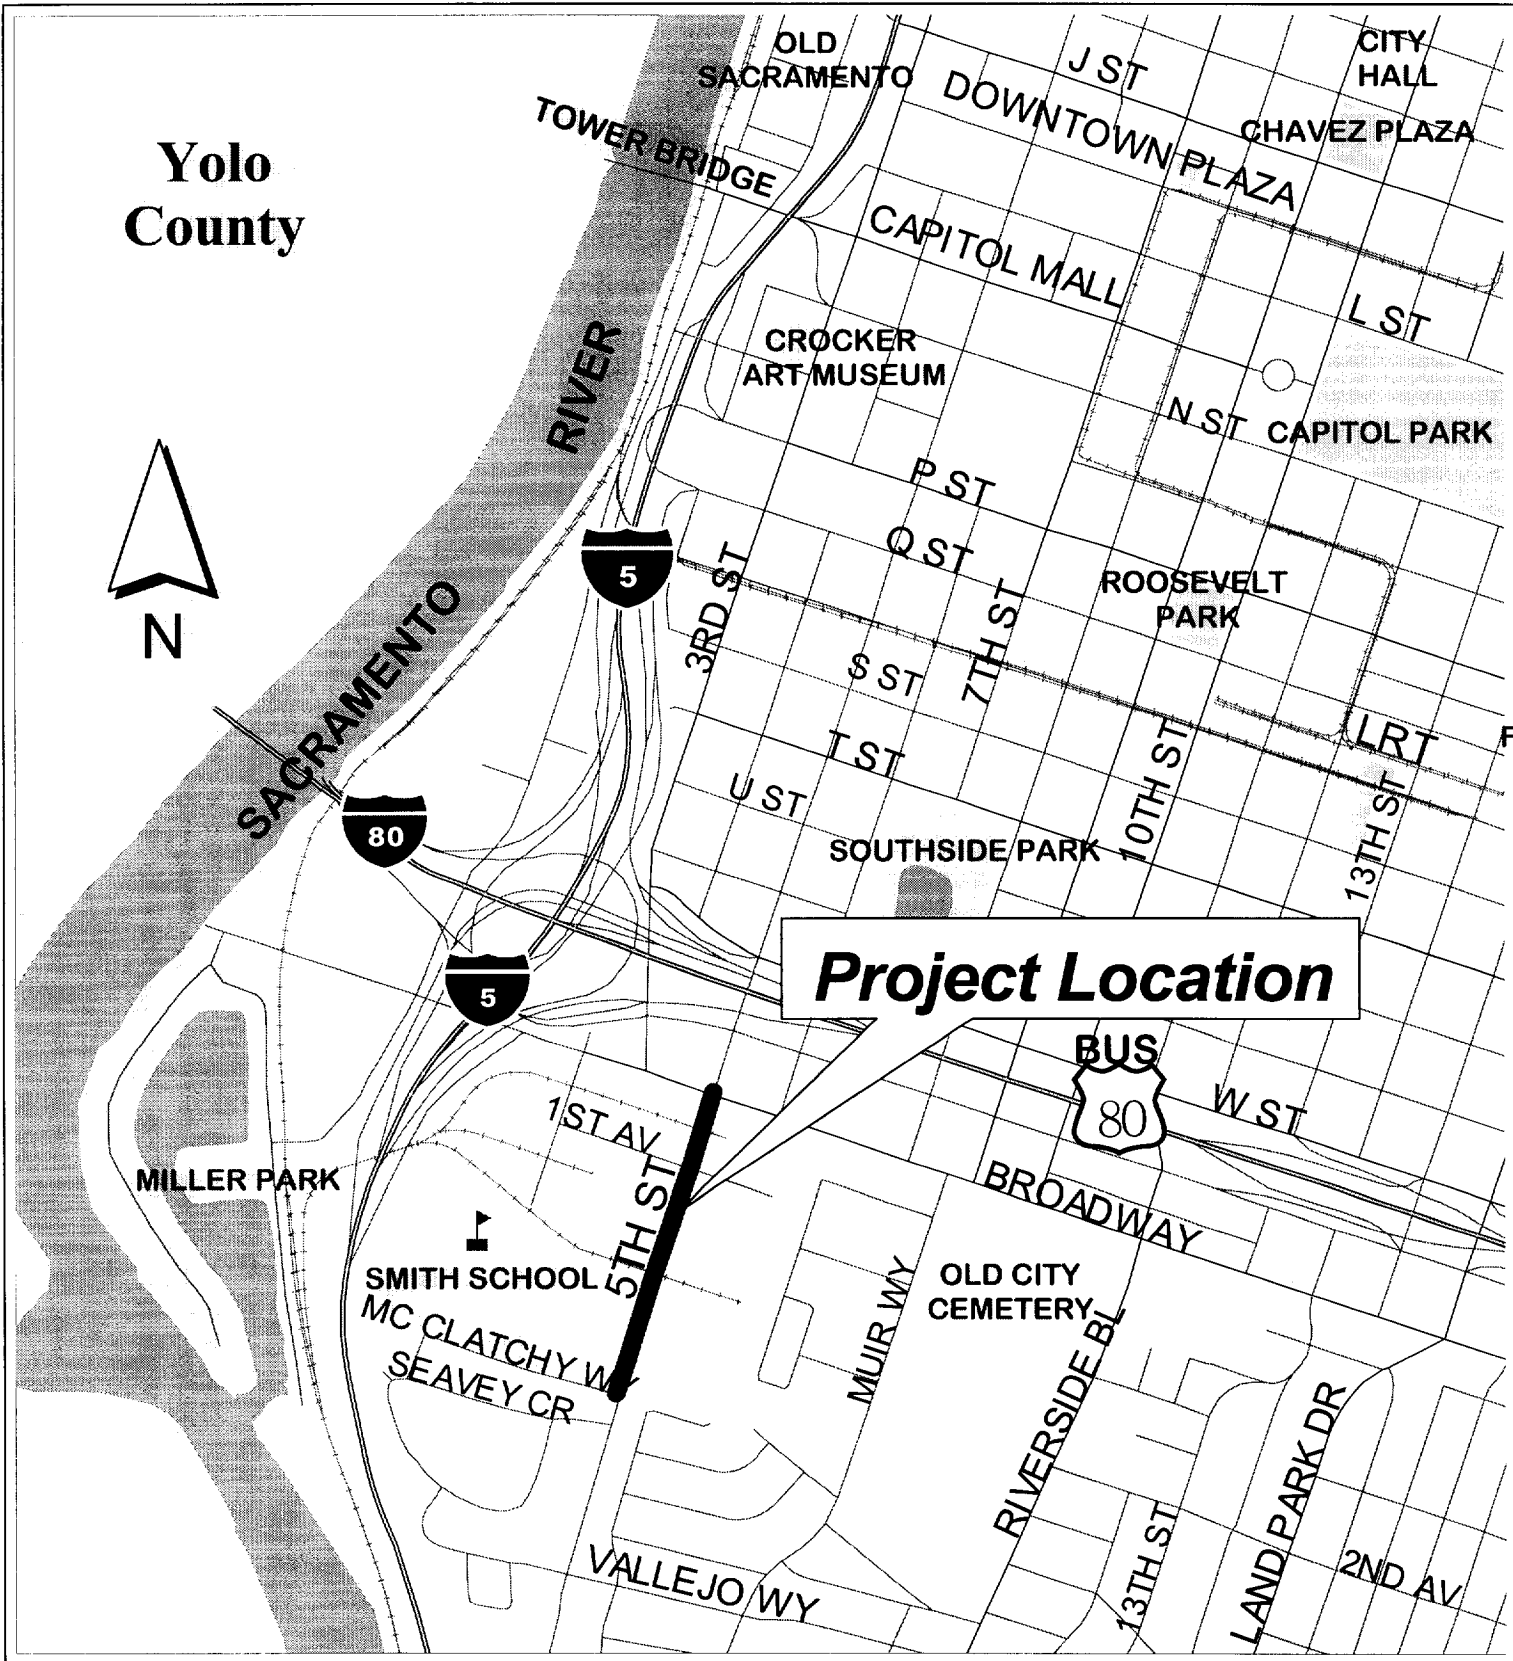 OLD
SACRAMENTO
J ST
CITY
HALL
DOWNTOWN PLAZA
CHAVEZ PLAZA
TOWER BRIDGE
Yolo
County
CAPITOL MALL
L ST
RIVER
CROCKER
ART MUSEUM
N ST
CAPITOL PARK
P ST
Q ST
5
3RD ST
7TH ST
ROOSEVELT
PARK
N
SACRAMENTO
S ST
T ST
10TH ST
LRT
U ST
13TH ST
80
SOUTHSIDE PARK
5
Project Location
BUS
80
W ST
1ST AV
MILLER PARK
5TH ST
BROADWAY
SMITH SCHOOL
OLD CITY
CEMETERY
MC CLATCHY WY
SEAVEY CR
MUIR WY
RIVERSIDE BL
LAND PARK DR
13TH ST
VALLEJO WY
2ND AV